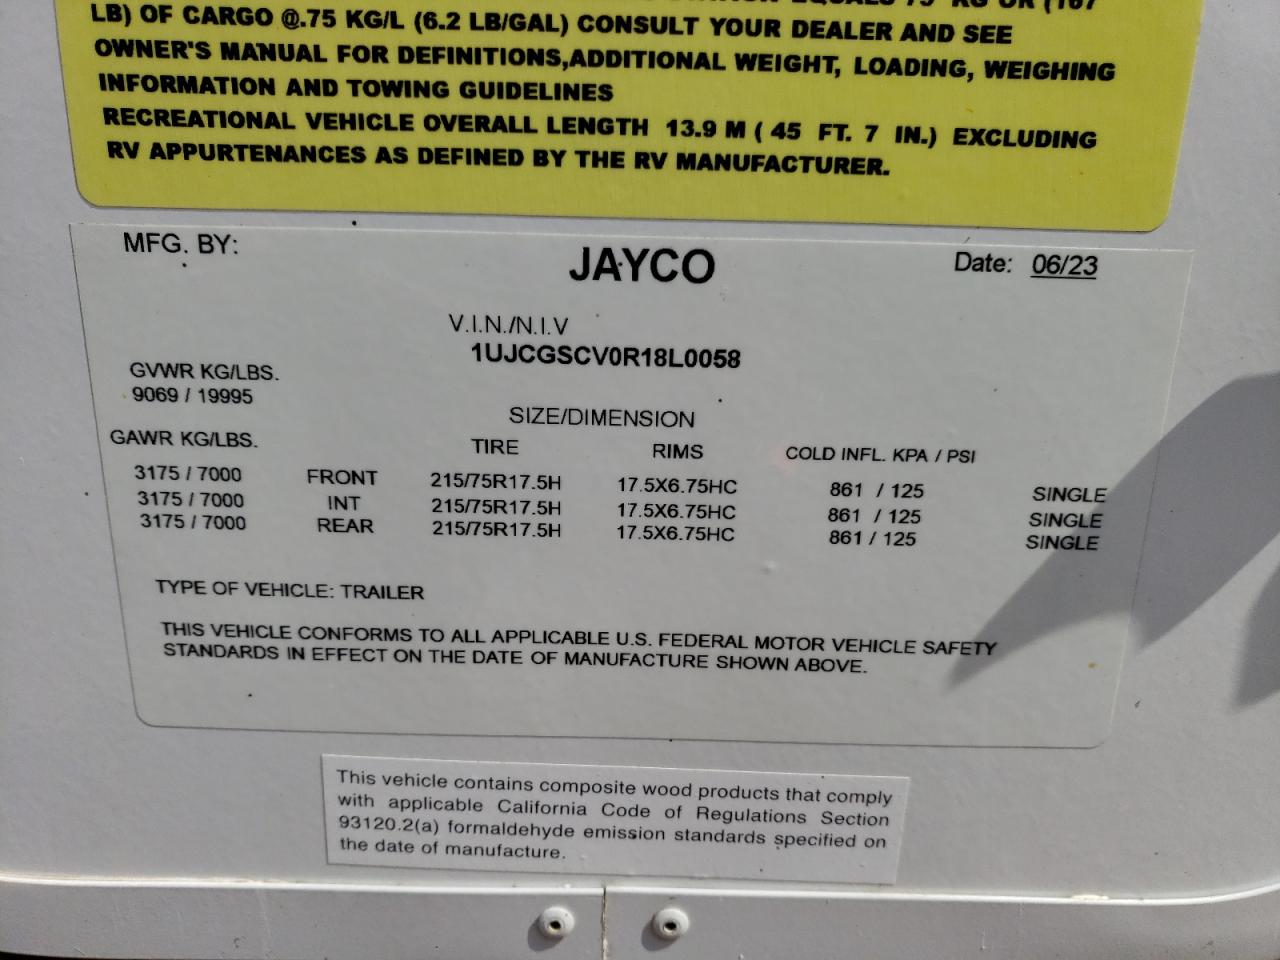 EQUALS 75 KG OR (167
LB) OF CARGO @.75 KG/L (6.2 LB/GAL) CONSULT YOUR DEALER AND SEE
OWNER'S MANUAL FOR DEFINITIONS,ADDITIONAL WEIGHT, LOADING, WEIGHING
INFORMATION AND TOWING GUIDELINES
RECREATIONAL VEHICLE OVERALL LENGTH 13.9 M ( 45 FT. 7 IN.) EXCLUDING
RV APPURTENANCES AS DEFINED BY THE RV MANUFACTURER.
MFG. BY: JAYCO Date: 06/23
V.I.N./N.I.V
1UJCGSCV0R18L0058
GVWR KG/LBS.
9069 / 19995
SIZE/DIMENSION
GAWR KG/LBS. TIRE RIMS COLD INFL. KPA / PSI
3175 / 7000 FRONT 215/75R17.5H 17.5X6.75HC 861 / 125 SINGLE
3175 / 7000 INT 215/75R17.5H 17.5X6.75HC 861 / 125 SINGLE
3175 / 7000 REAR 215/75R17.5H 17.5X6.75HC 861 / 125 SINGLE
TYPE OF VEHICLE: TRAILER
THIS VEHICLE CONFORMS TO ALL APPLICABLE U.S. FEDERAL MOTOR VEHICLE SAFETY
STANDARDS IN EFFECT ON THE DATE OF MANUFACTURE SHOWN ABOVE.
This vehicle contains composite wood products that comply
with applicable California Code of Regulations Section
93120.2(a) formaldehyde emission standards specified on
the date of manufacture.